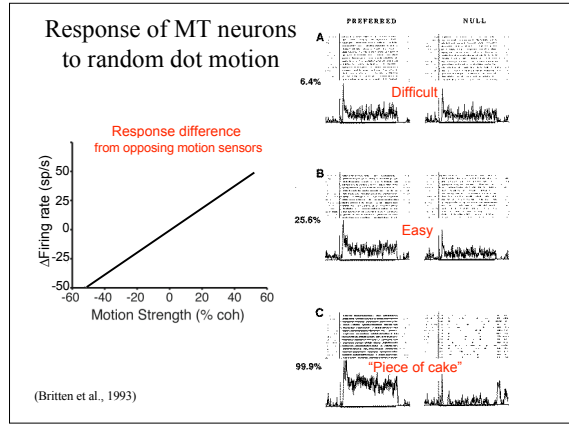 Response of MT neurons
to random dot motion
Response difference
from opposing motion sensors
ΔFiring rate (sp/s)
50
25
0
-25
-50
-60 -40 -20 0 20 40 60
Motion Strength (% coh)
(Britten et al., 1993)
PREFERRED NULL
A
6.4%
Difficult
B
25.6%
Easy
C
99.9%
“Piece of cake”